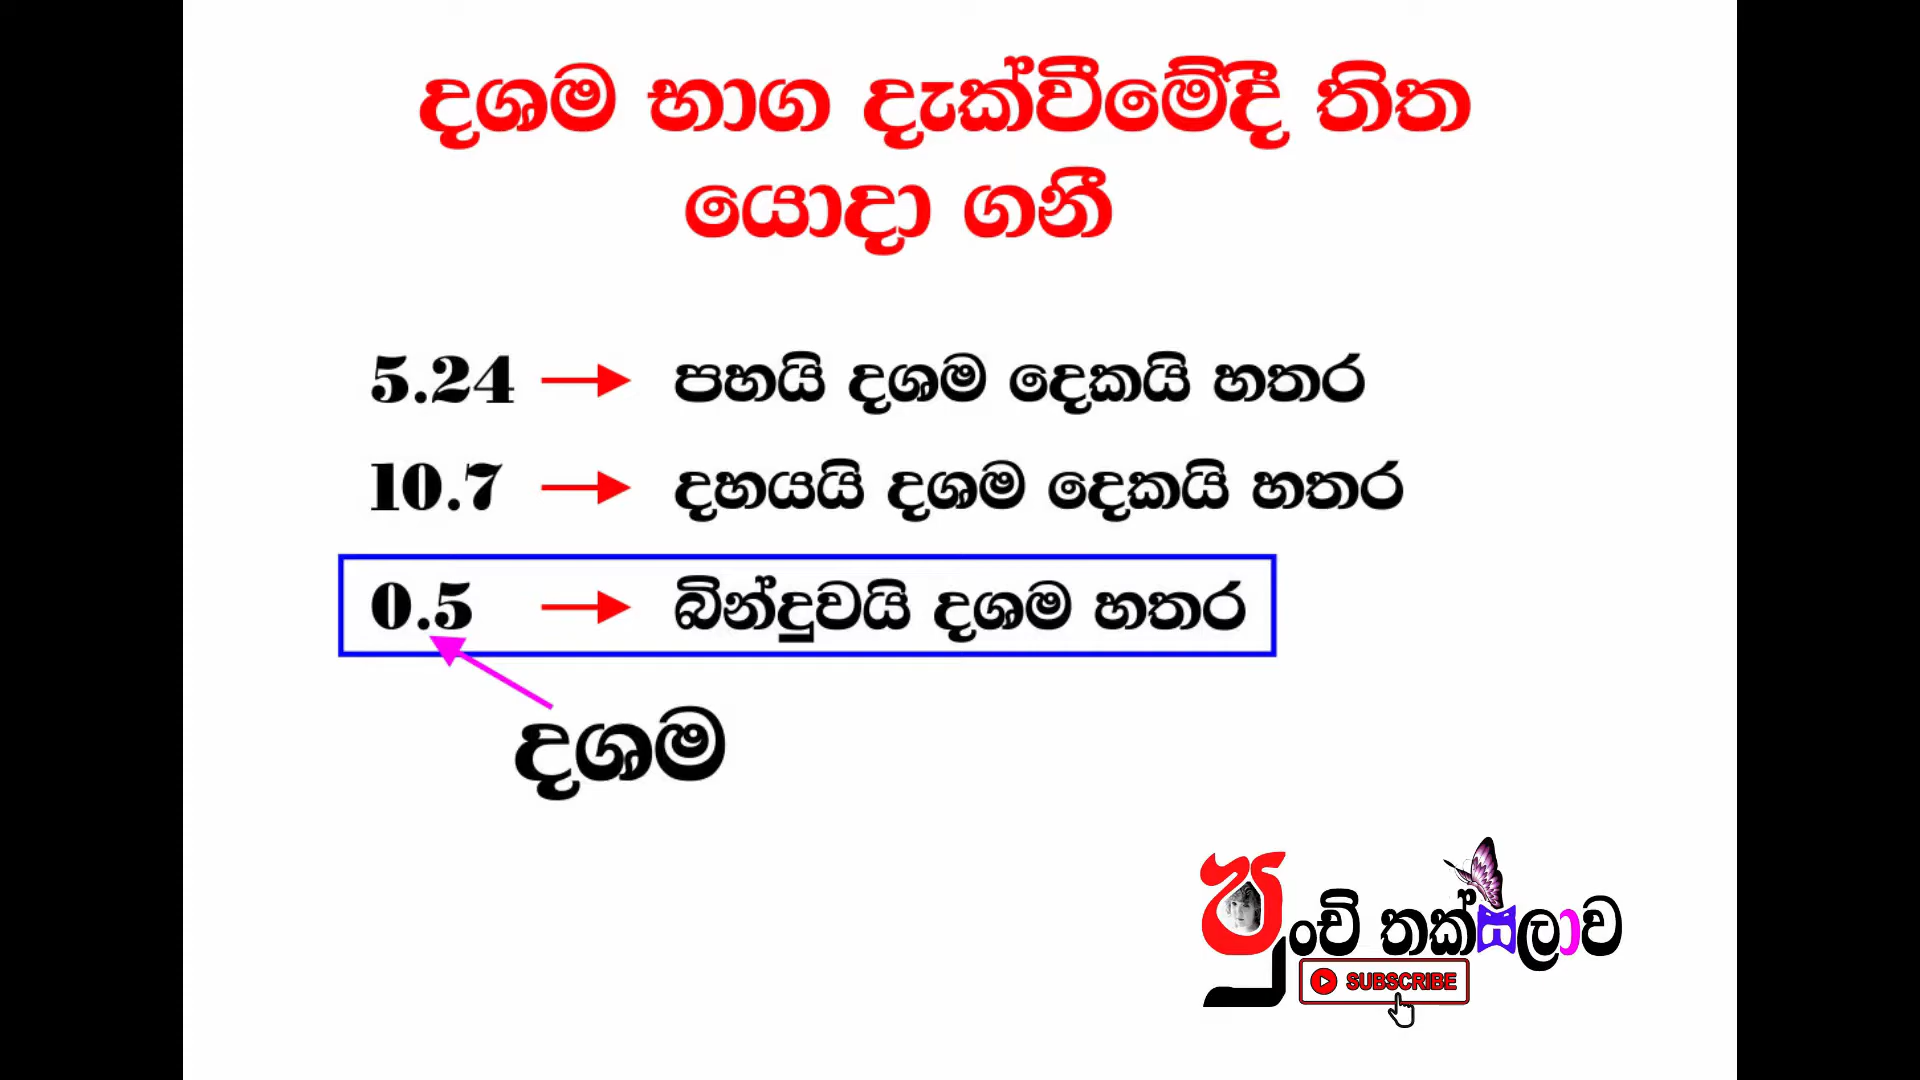 දශම භාග දැක්වීමේදී තිත
යොදා ගනී
5.24 → පහයි දශම දෙකයි හතර
10.7 → දහයයි දශම දෙකයි හතර
0.5 → බින්දුවයි දශම හතර
දශම
පුංචි තක්සලාව
SUBSCRIBE